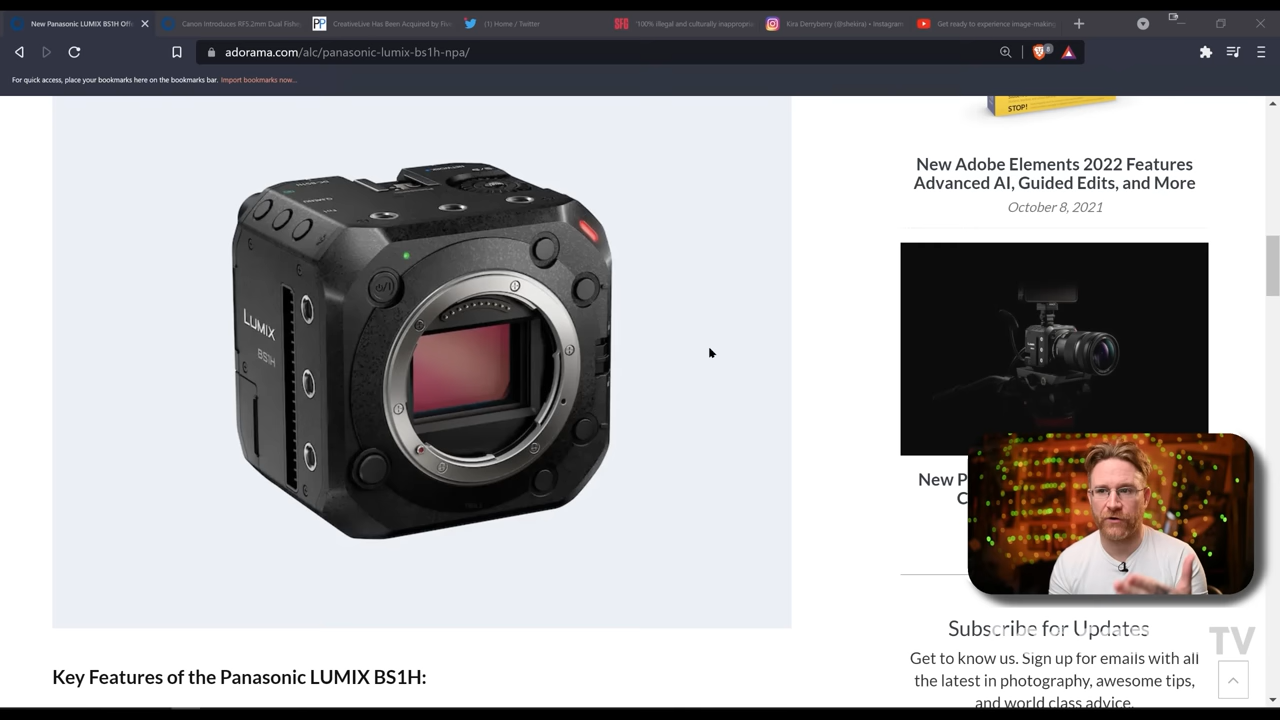 New Panasonic LUMIX BS1H Offi
Canon Introduces RF5.2mm Dual Fishe
PP
CreativeLive Has Been Acquired by Five
(1) Home / Twitter
SFG
'100% illegal and culturally inappropri
Kira Derryberry (@shekira) • Instagram
Get ready to experience image-making
adorama.com/alc/panasonic-lumix-bs1h-npa/
For quick access, place your bookmarks here on the bookmarks bar. Import bookmarks now...
STOP!
New Adobe Elements 2022 Features
Advanced AI, Guided Edits, and More
October 8, 2021
LUMIX
BS1H
New P
C
Subscribe for Updates
Get to know us. Sign up for emails with all
the latest in photography, awesome tips,
and world class advice.
TV
Key Features of the Panasonic LUMIX BS1H: